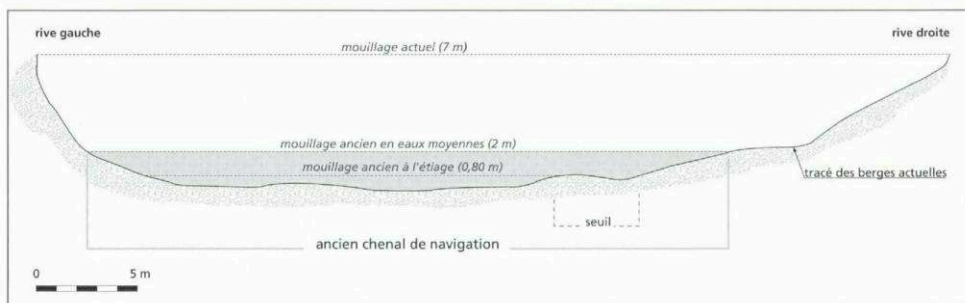 rive gauche
rive droite
mouillage actuel (7 m)
mouillage ancien en eaux moyennes (2 m)
mouillage ancien à l'étiage (0,80 m)
tracé des berges actuelles
seuil
ancien chenal de navigation
0
5 m